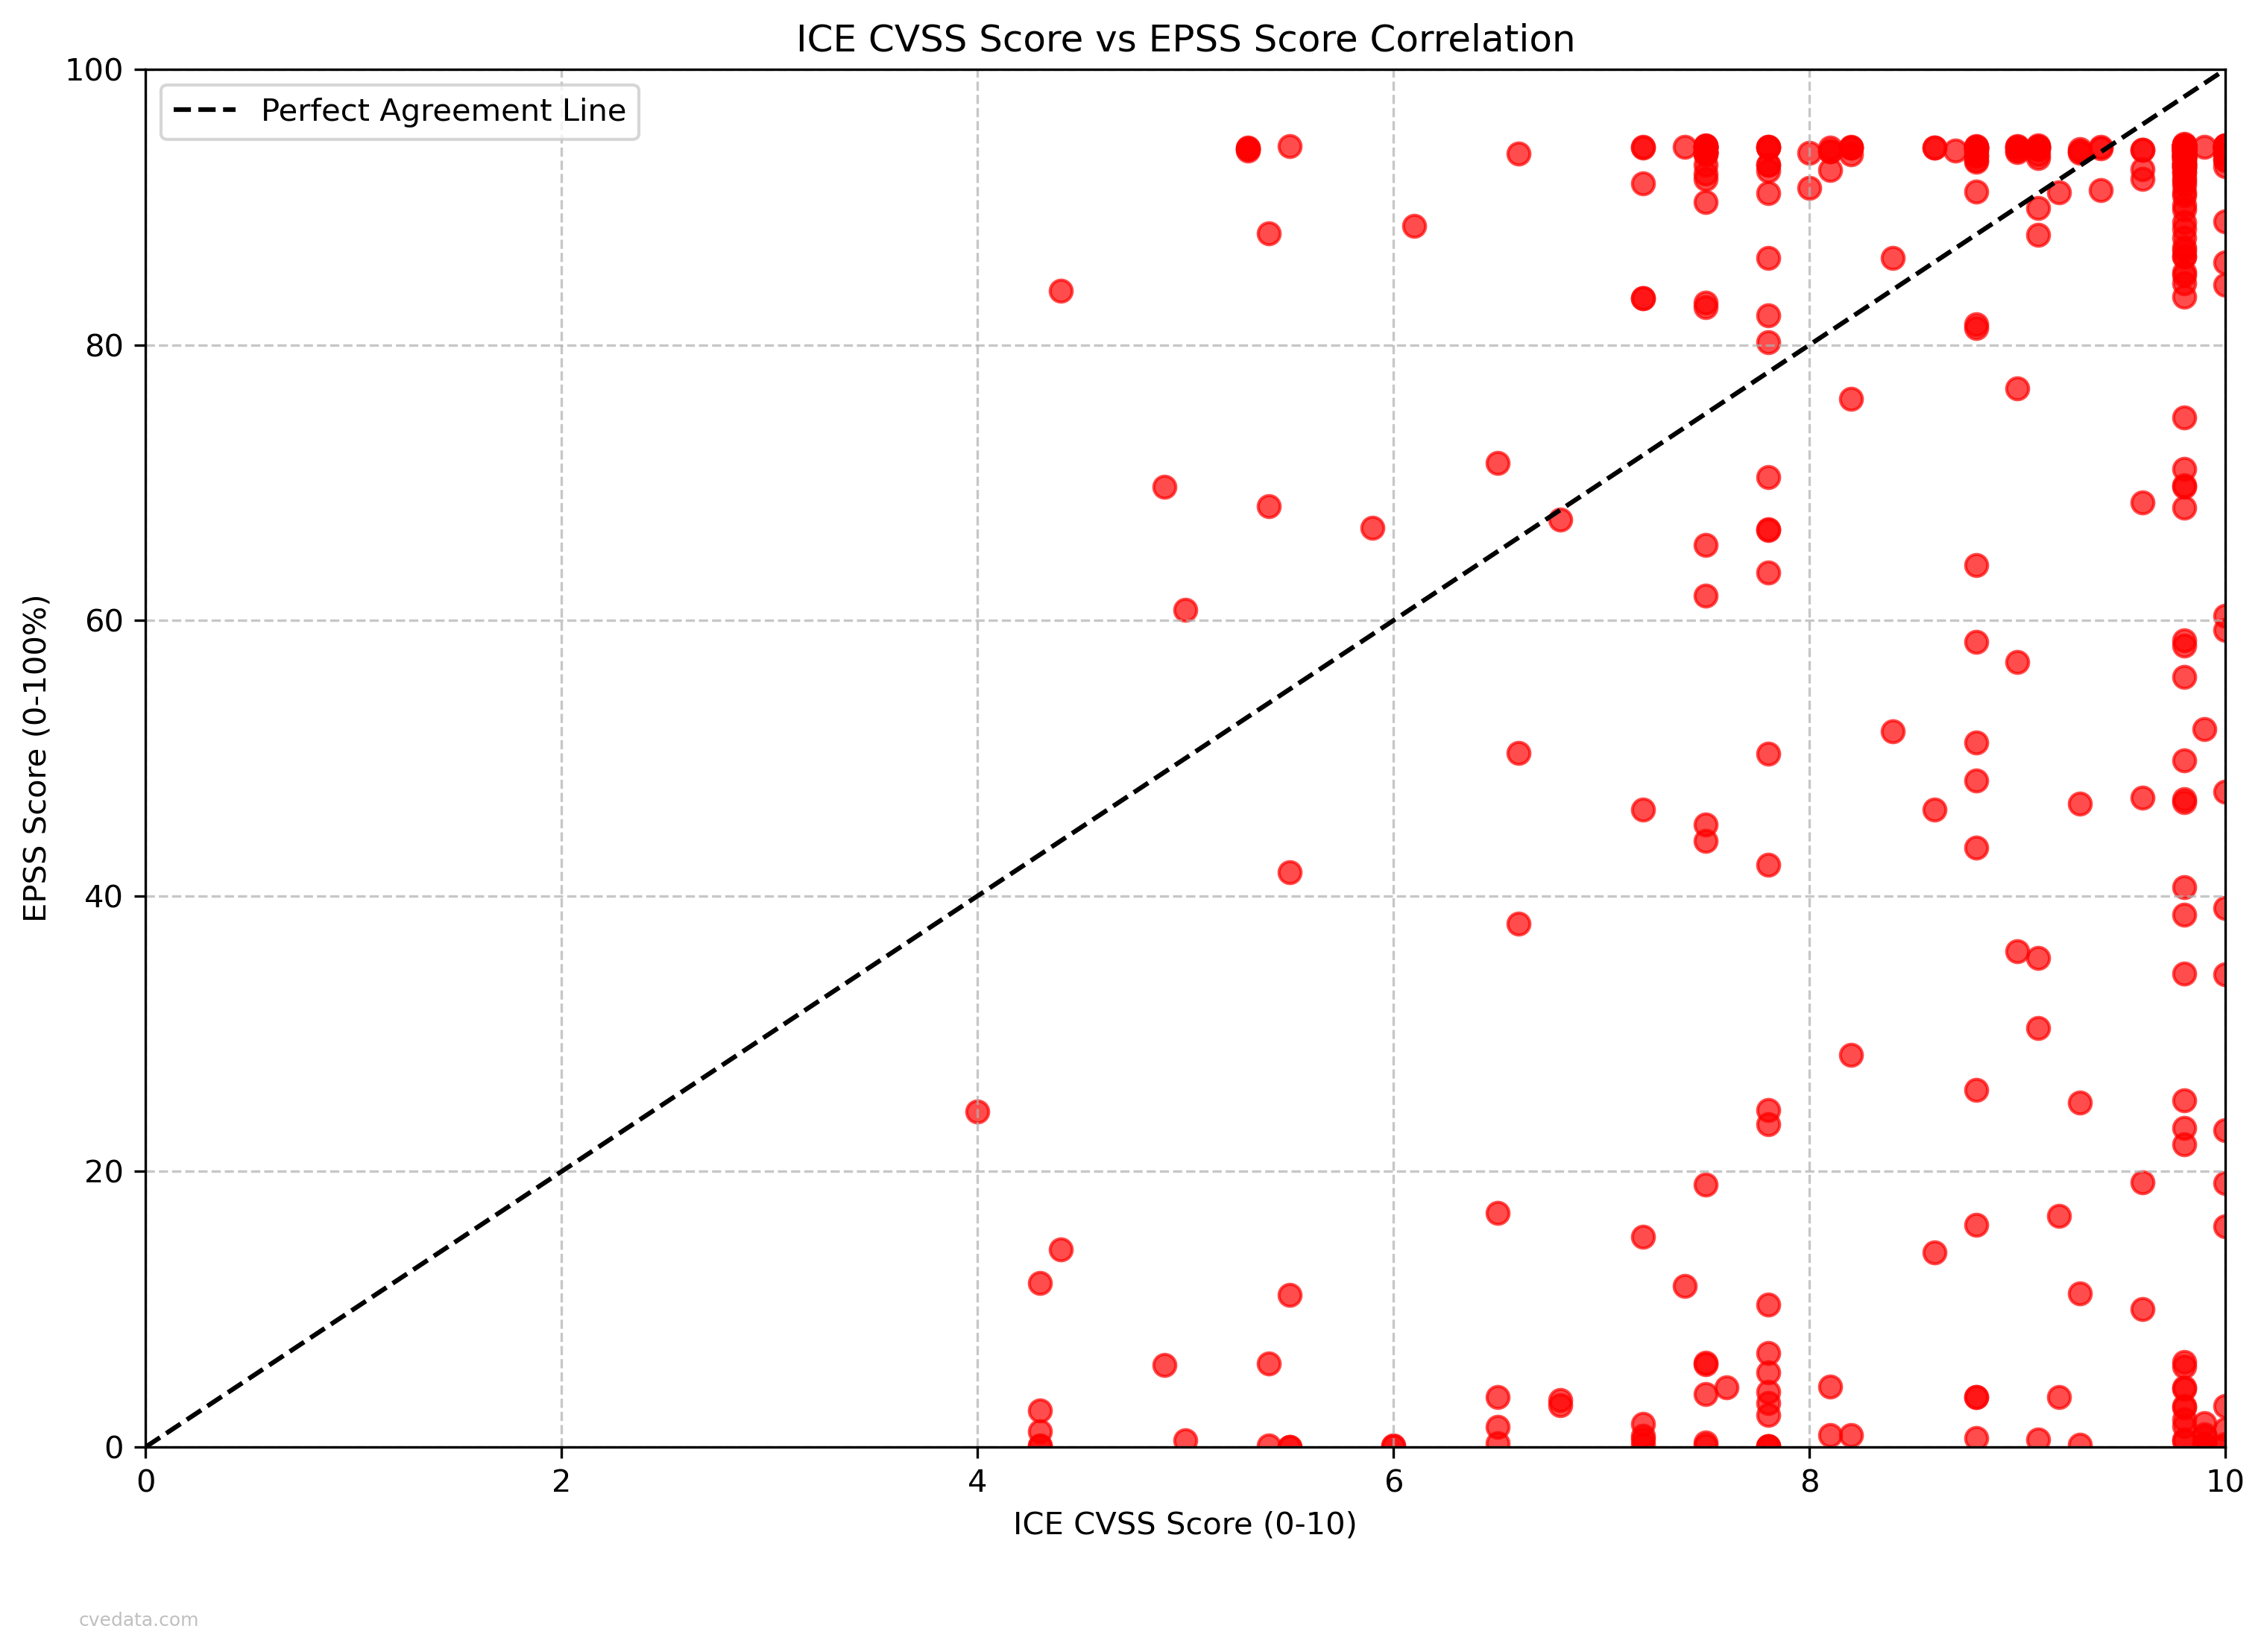 ICE CVSS Score vs EPSS Score Correlation
Perfect Agreement Line
EPSS Score (0-100%)
100
80
60
40
20
0
0 2 4 6 8 10
ICE CVSS Score (0-10)
cvedata.com